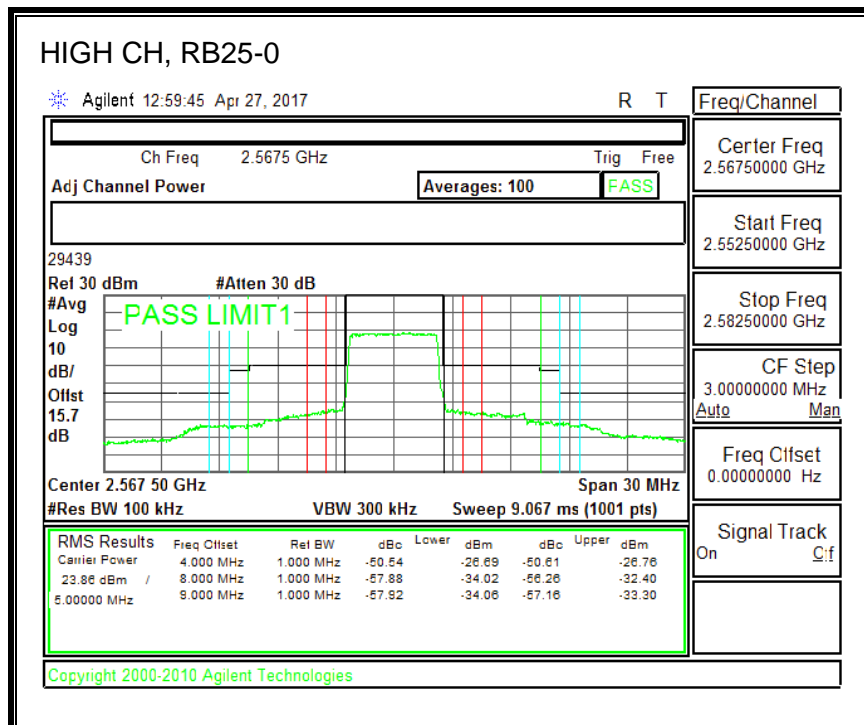 HIGH CH, RB25-0
Agilent 12:59:45 Apr 27, 2017 R T
Freq/Channel
Ch Freq 2.5675 GHz Trig Free
Adj Channel Power Averages: 100 PASS
Center Freq
2.56750000 GHz
Start Freq
2.55250000 GHz
29439
Ref 30 dBm #Atten 30 dB
#Avg
Log
10
dB/
Offst
15.7
dB
PASS LIMIT1
Stop Freq
2.58250000 GHz
CF Step
3.00000000 MHz
Auto Man
Freq Offset
0.00000000 Hz
Center 2.567 50 GHz Span 30 MHz
#Res BW 100 kHz VBW 300 kHz Sweep 9.067 ms (1001 pts)
Signal Track
On Off
RMS Results Freq Offset Ref BW dBc Lower dBm dBc Upper dBm
Carrier Power 4.000 MHz 1.000 MHz -50.54 -26.69 -50.61 -26.76
23.86 dBm / 8.000 MHz 1.000 MHz -57.88 -34.02 -56.26 -32.40
5.00000 MHz 9.000 MHz 1.000 MHz -57.92 -34.06 -57.16 -33.30
Copyright 2000-2010 Agilent Technologies